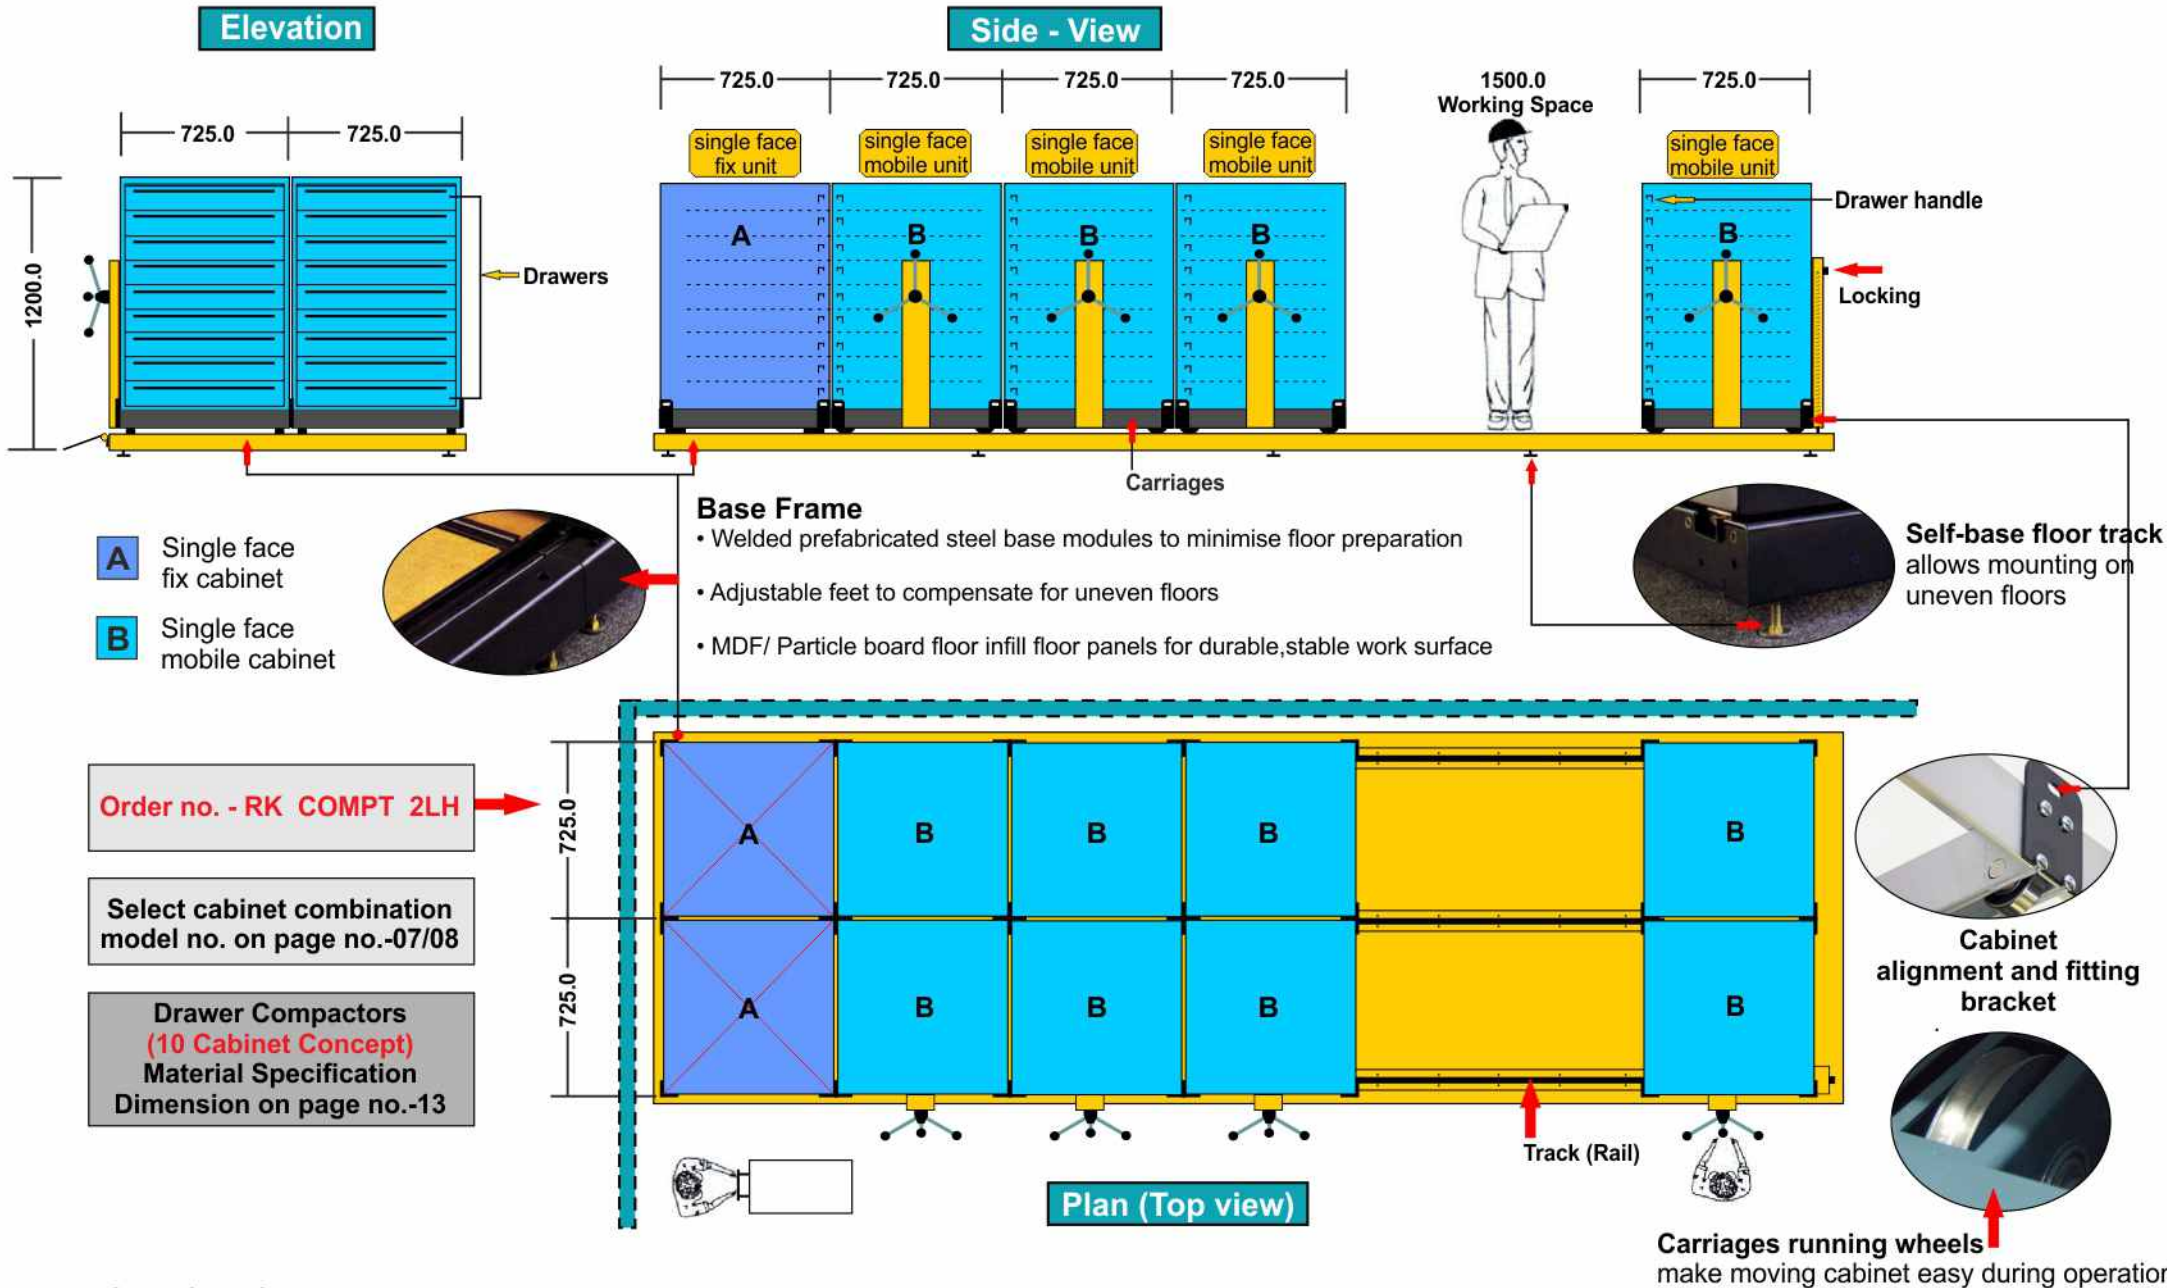 Elevation
Side - View
725.0
725.0
1200.0
Drawers
725.0
725.0
725.0
725.0
1500.0
Working Space
725.0
single face
fix unit
single face
mobile unit
single face
mobile unit
single face
mobile unit
single face
mobile unit
A
B
B
B
B
Drawer handle
Locking
Carriages
A
Single face
fix cabinet
B
Single face
mobile cabinet
Base Frame
• Welded prefabricated steel base modules to minimise floor preparation
• Adjustable feet to compensate for uneven floors
• MDF/ Particle board floor infill floor panels for durable,stable work surface
Self-base floor track
allows mounting on
uneven floors
Order no. - RK COMPT 2LH
Select cabinet combination
model no. on page no.-07/08
Drawer Compactors
(10 Cabinet Concept)
Material Specification
Dimension on page no.-13
725.0
725.0
A
B
B
B
B
A
B
B
B
B
Cabinet
alignment and fitting
bracket
Track (Rail)
Plan (Top view)
Carriages running wheels
make moving cabinet easy during operation